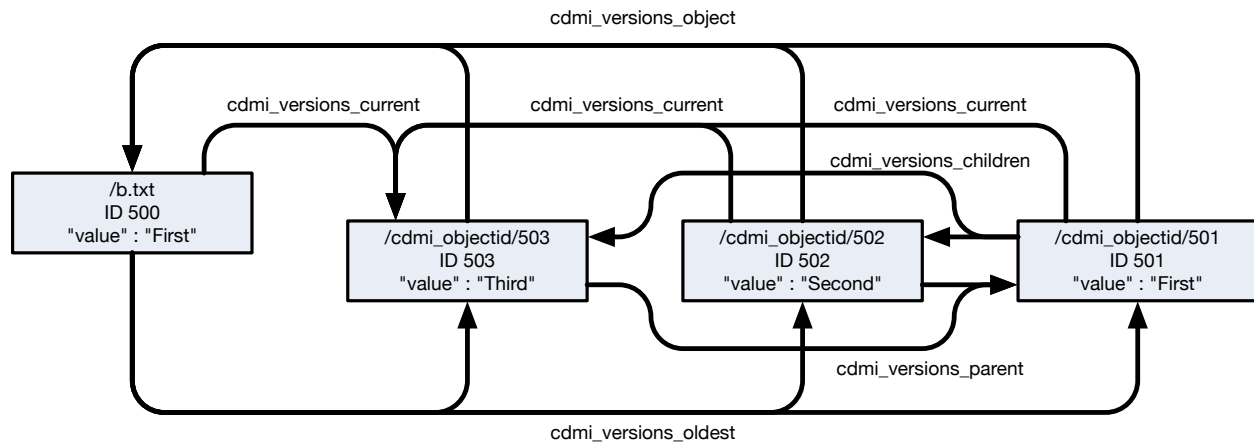 cdmi_versions_object
cdmi_versions_current
cdmi_versions_current
cdmi_versions_current
cdmi_versions_children
/b.txt
ID 500
"value" : "First"
/cdmi_objectid/503
ID 503
"value" : "Third"
/cdmi_objectid/502
ID 502
"value" : "Second"
/cdmi_objectid/501
ID 501
"value" : "First"
cdmi_versions_parent
cdmi_versions_oldest